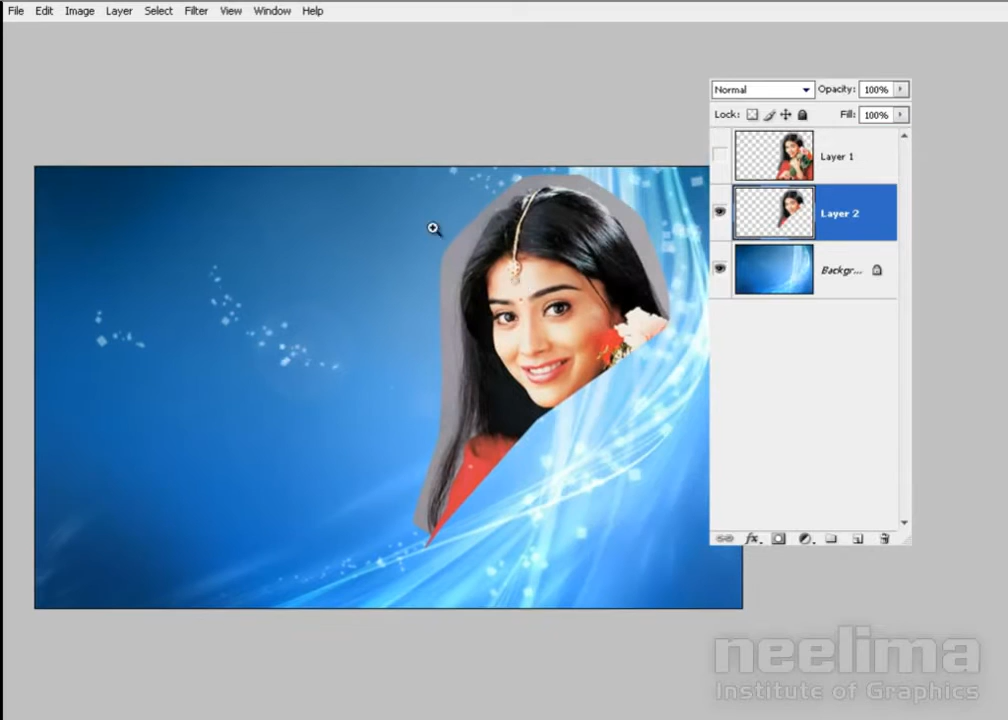 File Edit Image Layer Select Filter View Window Help
Normal Opacity: 100%
Lock: Fill: 100%
Layer 1
Layer 2
Backgr...
neelima
Institute of Graphics